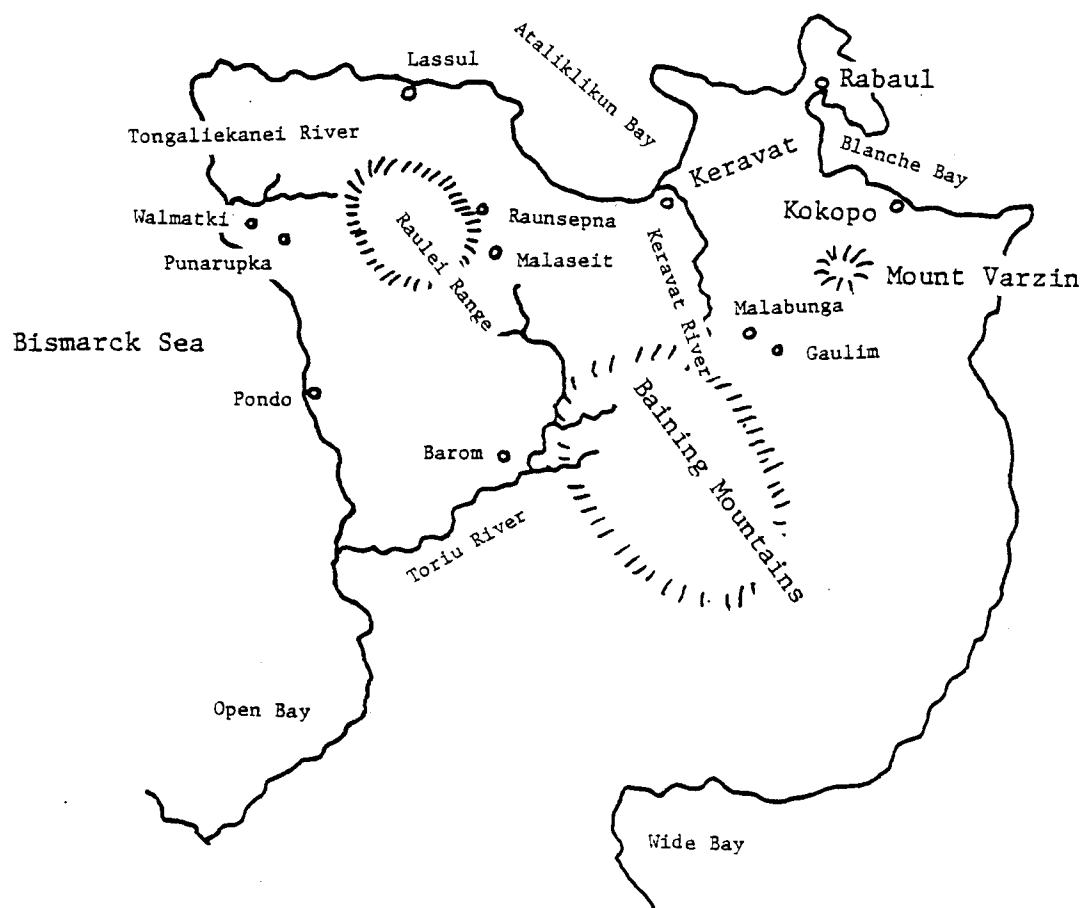 Lassul
Ataliklikun Bay
Rabaul
Tongaliekanei River
Keravat
Blanche Bay
Walmatki
Raunsepna
Kokopo
Punarupka
Raulei Range
Malaseit
Keravat River
Mount Varzin
Malabunga
Bismarck Sea
Gaulim
Pondo
Baining Mountains
Barom
Toriu River
Open Bay
Wide Bay